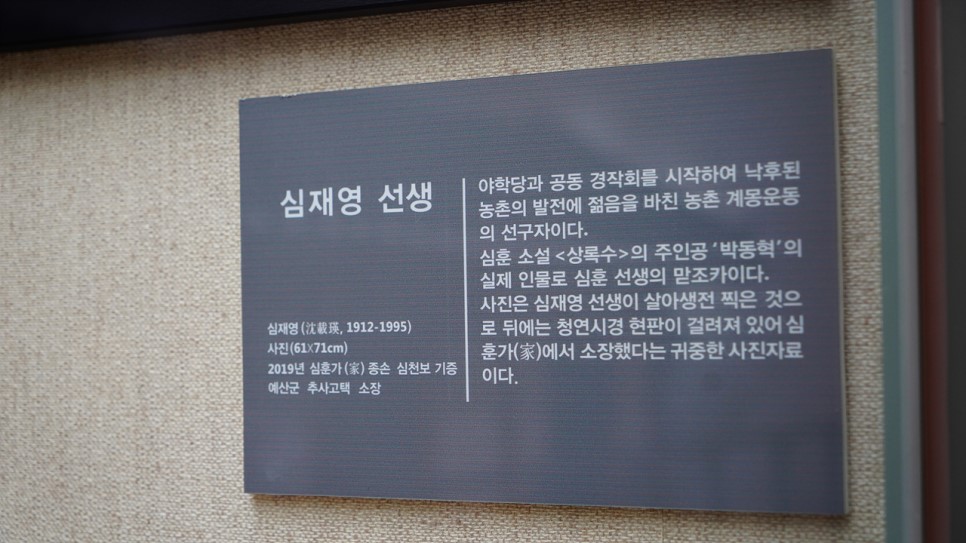 심재영 선생
심재영(沈載瑛, 1912-1995)
사진(61X71cm)
2019년 심훈가(家) 종손 심천보 기증
예산군 추사고택 소장
야학당과 공동 경작회를 시작하여 낙후된
농촌의 발전에 젊음을 바친 농촌 계몽운동
의 선구자이다.
심훈 소설 <상록수>의 주인공 '박동혁'의
실제 인물로 심훈 선생의 맏조카이다.
사진은 심재영 선생이 살아생전 찍은 것으
로 뒤에는 청연시경 현판이 걸려져 있어 심
훈가(家)에서 소장했다는 귀중한 사진자료
이다.